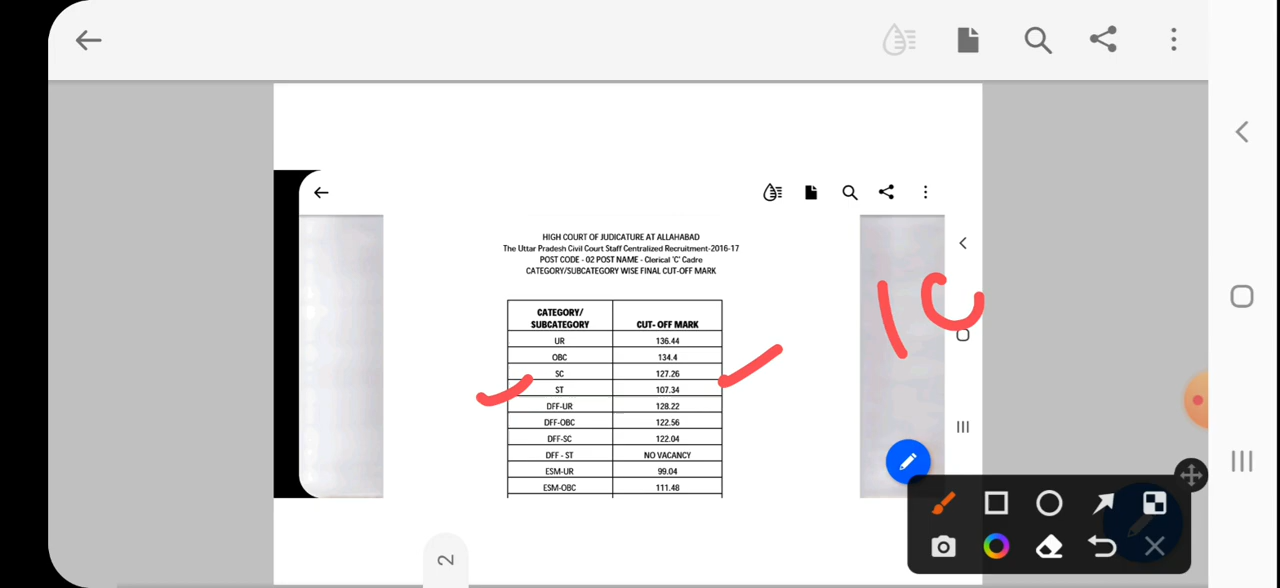 HIGH COURT OF JUDICATURE AT ALLAHABAD
The Uttar Pradesh Civil Court Staff Centralized Recruitment-2016-17
POST CODE - 02 POST NAME - Clerical 'C' Cadre
CATEGORY/SUBCATEGORY WISE FINAL CUT-OFF MARK
CATEGORY/ SUBCATEGORY CUT- OFF MARK
UR 136.44
OBC 134.4
SC 127.26
ST 107.34
DFF-UR 128.22
DFF-OBC 122.56
DFF-SC 122.04
DFF - ST NO VACANCY
ESM-UR 99.04
ESM-OBC 111.48
2